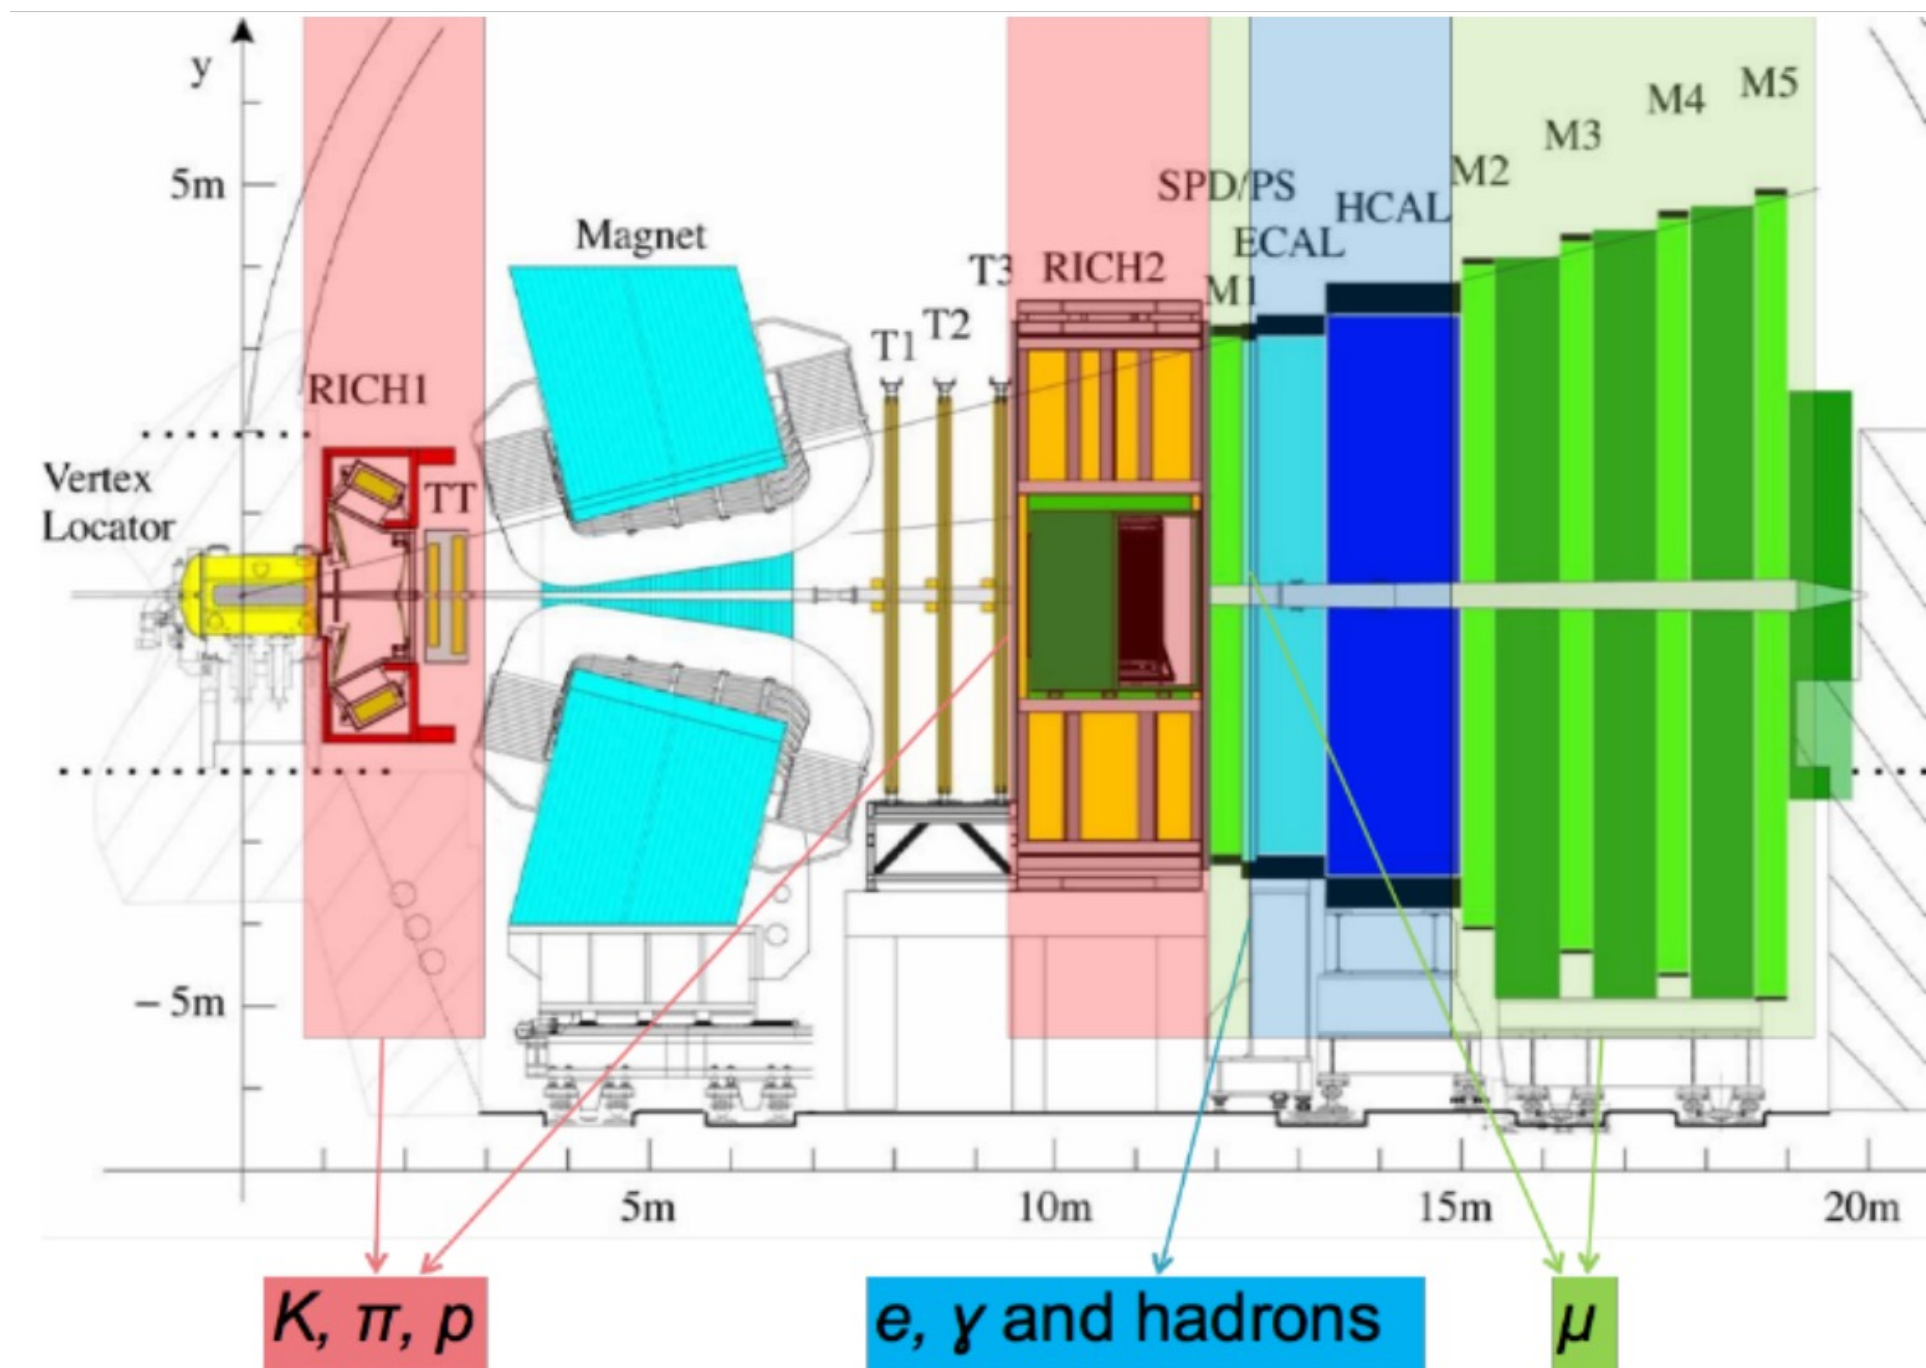 y
5m
Magnet
RICH1
Vertex
Locator
TT
T1
T2
T3
RICH2
SPD/PS
M1
ECAL
HCAL
M2
M3
M4
M5
− 5m
5m
10m
15m
20m
K, π, p
e, γ and hadrons
μ